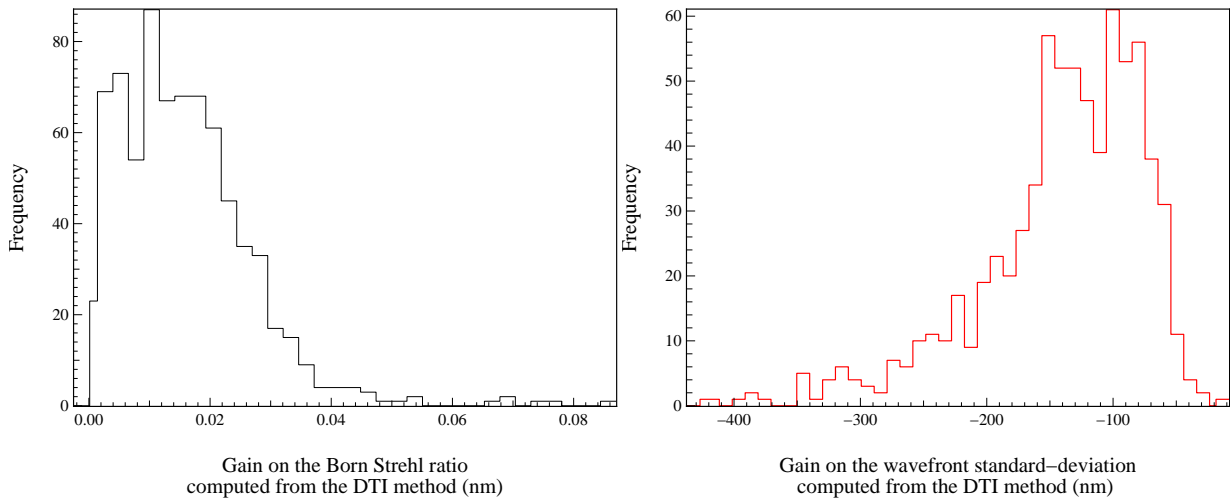 80
60
40
20
0
Frequency
0.00 0.02 0.04 0.06 0.08
Gain on the Born Strehl ratio
computed from the DTI method (nm)
60
50
40
30
20
10
0
Frequency
−400 −300 −200 −100
Gain on the wavefront standard−deviation
computed from the DTI method (nm)